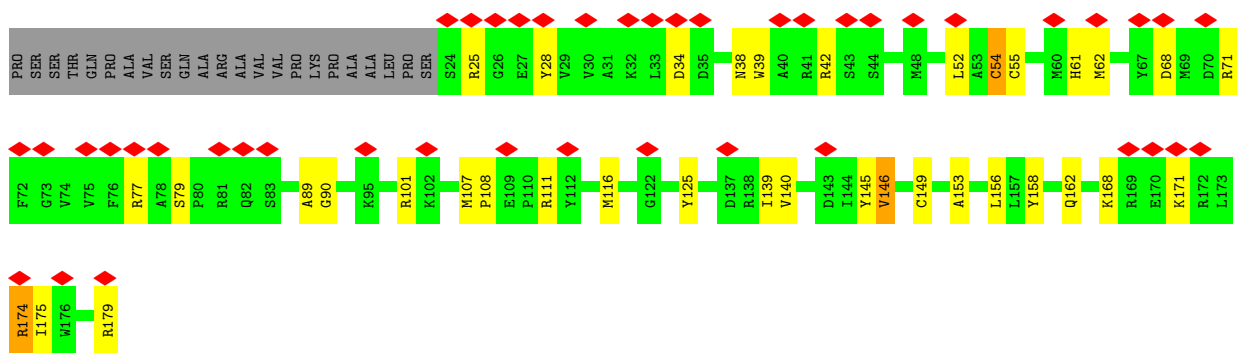 PRO SER SER THR GLN PRO ALA VAL SER GLN ALA ARG ALA VAL VAL PRO LYS PRO ALA ALA LEU PRO SER S24 R25 G26 E27 Y28 V29 V30 A31 K32 L33 D34 D35 N38 W39 A40 R41 R42 S43 S44 M48 L52 A53 C54 C55 M60 H61 M62 Y67 D68 M69 D70 R71
F72 G73 V74 V75 F76 R77 A78 S79 P80 R81 Q82 S83 A89 G90 K95 R101 K102 M107 P108 E109 P110 R111 Y112 M116 G122 Y125 D137 R138 I139 V140 D143 I144 Y145 V146 C149 A153 L156 L157 Y158 Q162 K168 R169 E170 K171 R172 L173
R174 I175 W176 R179